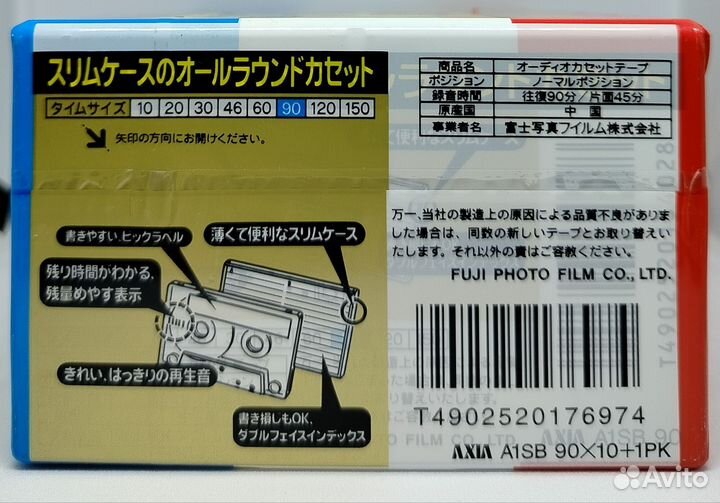 スリムケースのオールラウンドカセット
タイムサイズ 10 20 30 46 60 90 120 150
矢印の方向にお開けください。
商品名 オーディオカセットテープ
ポジション ノーマルポジション
録音時間 往復90分/片面45分
原産国 中国
事業者名 富士写真フイルム株式会社
書きやすい、ビックラベル
薄くて便利なスリムケース
残り時間がわかる、
残量めやす表示
きれい、はっきりの再生音
書き損しもOK、
ダブルフェイスインデックス
万一、当社の製造上の原因による品質不良がありま
した場合は、同数の新しいテープとお取り替えい
たします。それ以外の責はご容赦ください。
FUJI PHOTO FILM CO., LTD.
T4902520176974
AXIA A1SB 90×10+1PK
Avito